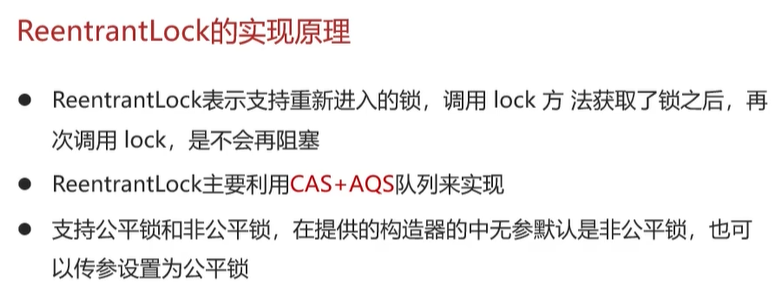 ReentrantLock的实现原理
● ReentrantLock表示支持重新进入的锁，调用 lock 方 法获取了锁之后，再
次调用 lock，是不会再阻塞
● ReentrantLock主要利用CAS+AQS队列来实现
● 支持公平锁和非公平锁，在提供的构造器的中无参默认是非公平锁，也可
以传参设置为公平锁